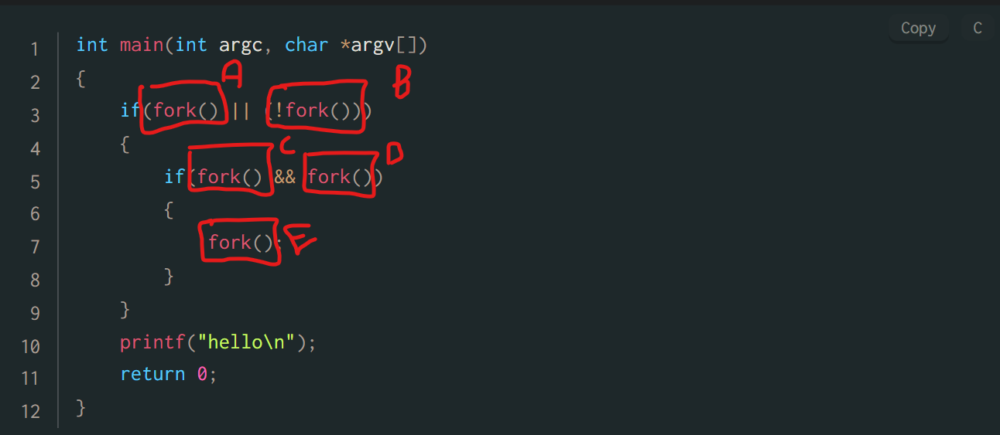 Copy C
1 int main(int argc, char *argv[])
2 {
A B
3 if(fork() || (!fork()))
4 {
C D
5 if(fork() && fork())
6 {
7 fork(); E
8 }
9 }
10 printf("hello\n");
11 return 0;
12 }